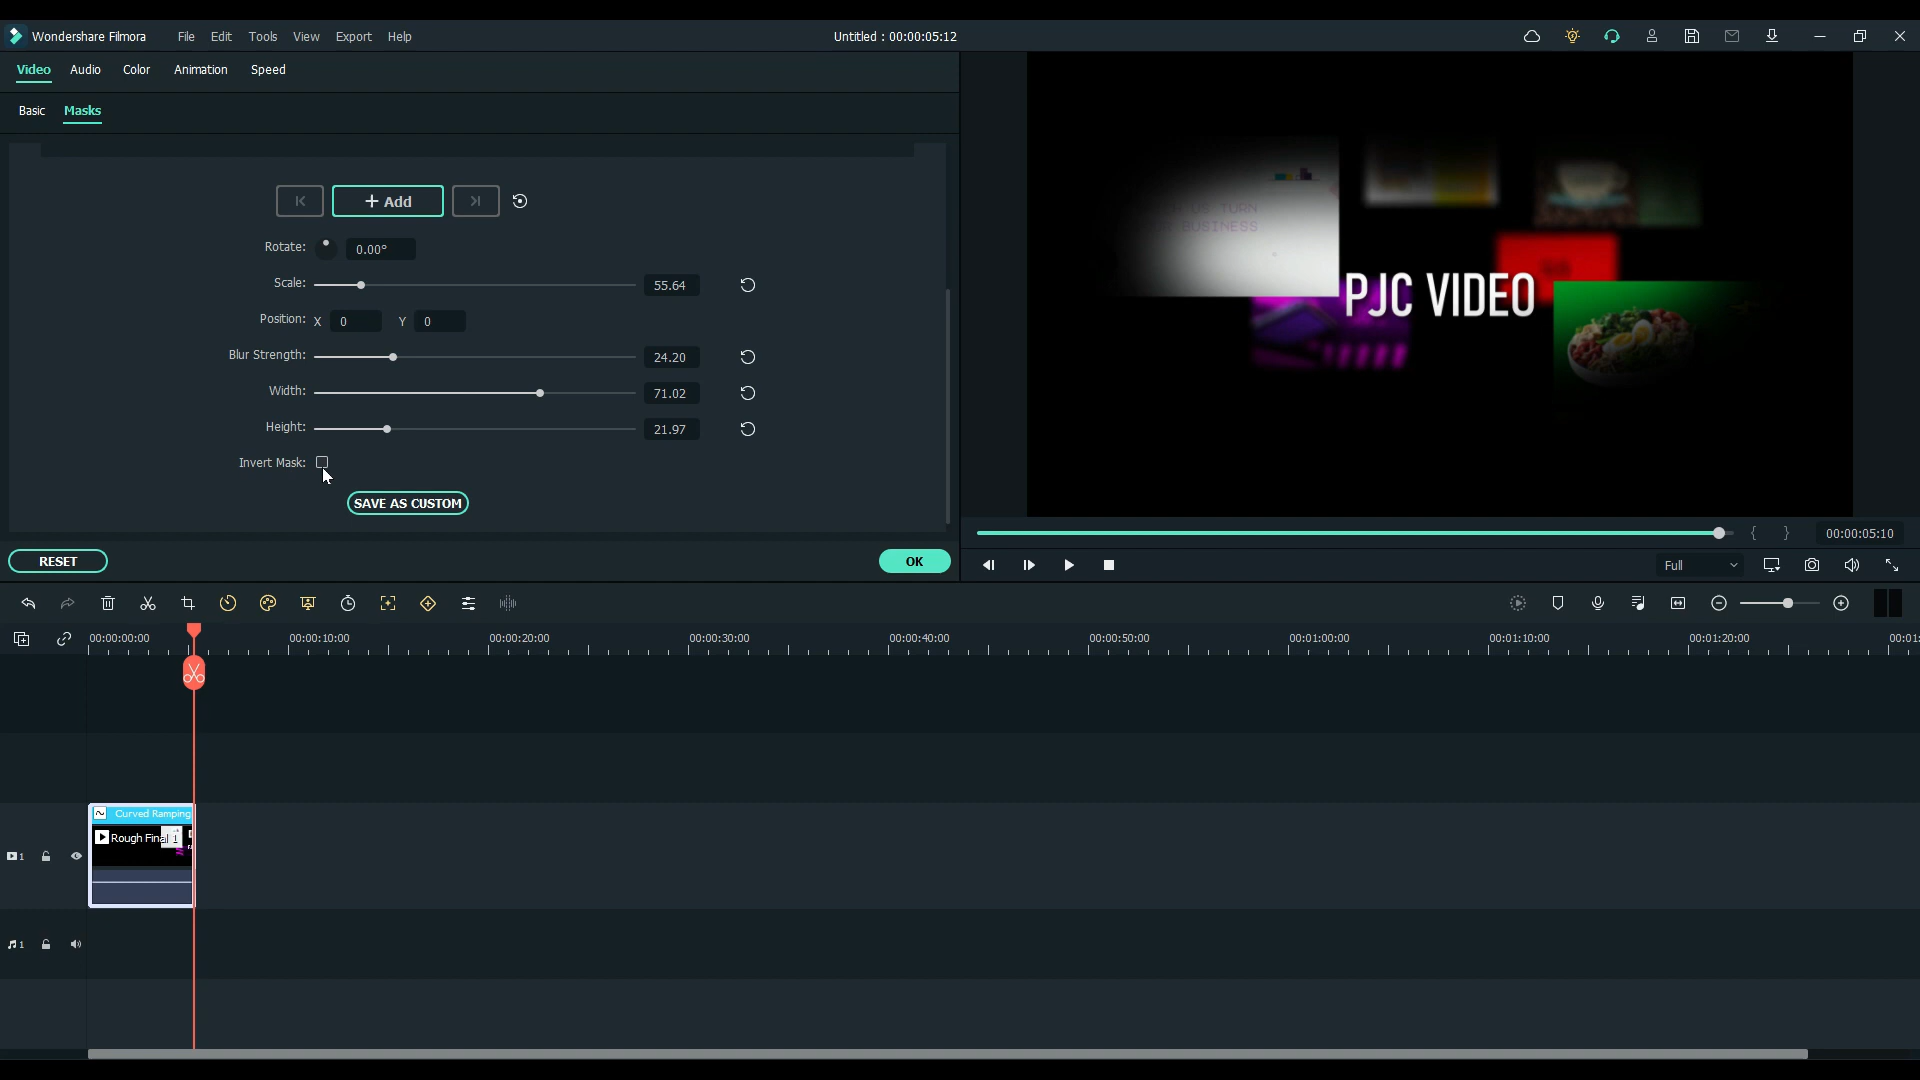 Wondershare Filmora File Edit Tools View Export Help Untitled : 00:00:05:12
Video Audio Color Animation Speed
Basic Masks
+ Add
Rotate: 0.00°
Scale: 55.64
Position: X 0 Y 0
Blur Strength: 24.20
Width: 71.02
Height: 21.97
Invert Mask:
SAVE AS CUSTOM
RESET OK
US TURN
BUSINESS
PJC VIDEO
{ } 00:00:05:10
Full
00:00:00:00 00:00:10:00 00:00:20:00 00:00:30:00 00:00:40:00 00:00:50:00 00:01:00:00 00:01:10:00 00:01:20:00 00:01:
Curved Ramping
Rough Final 1
1
1